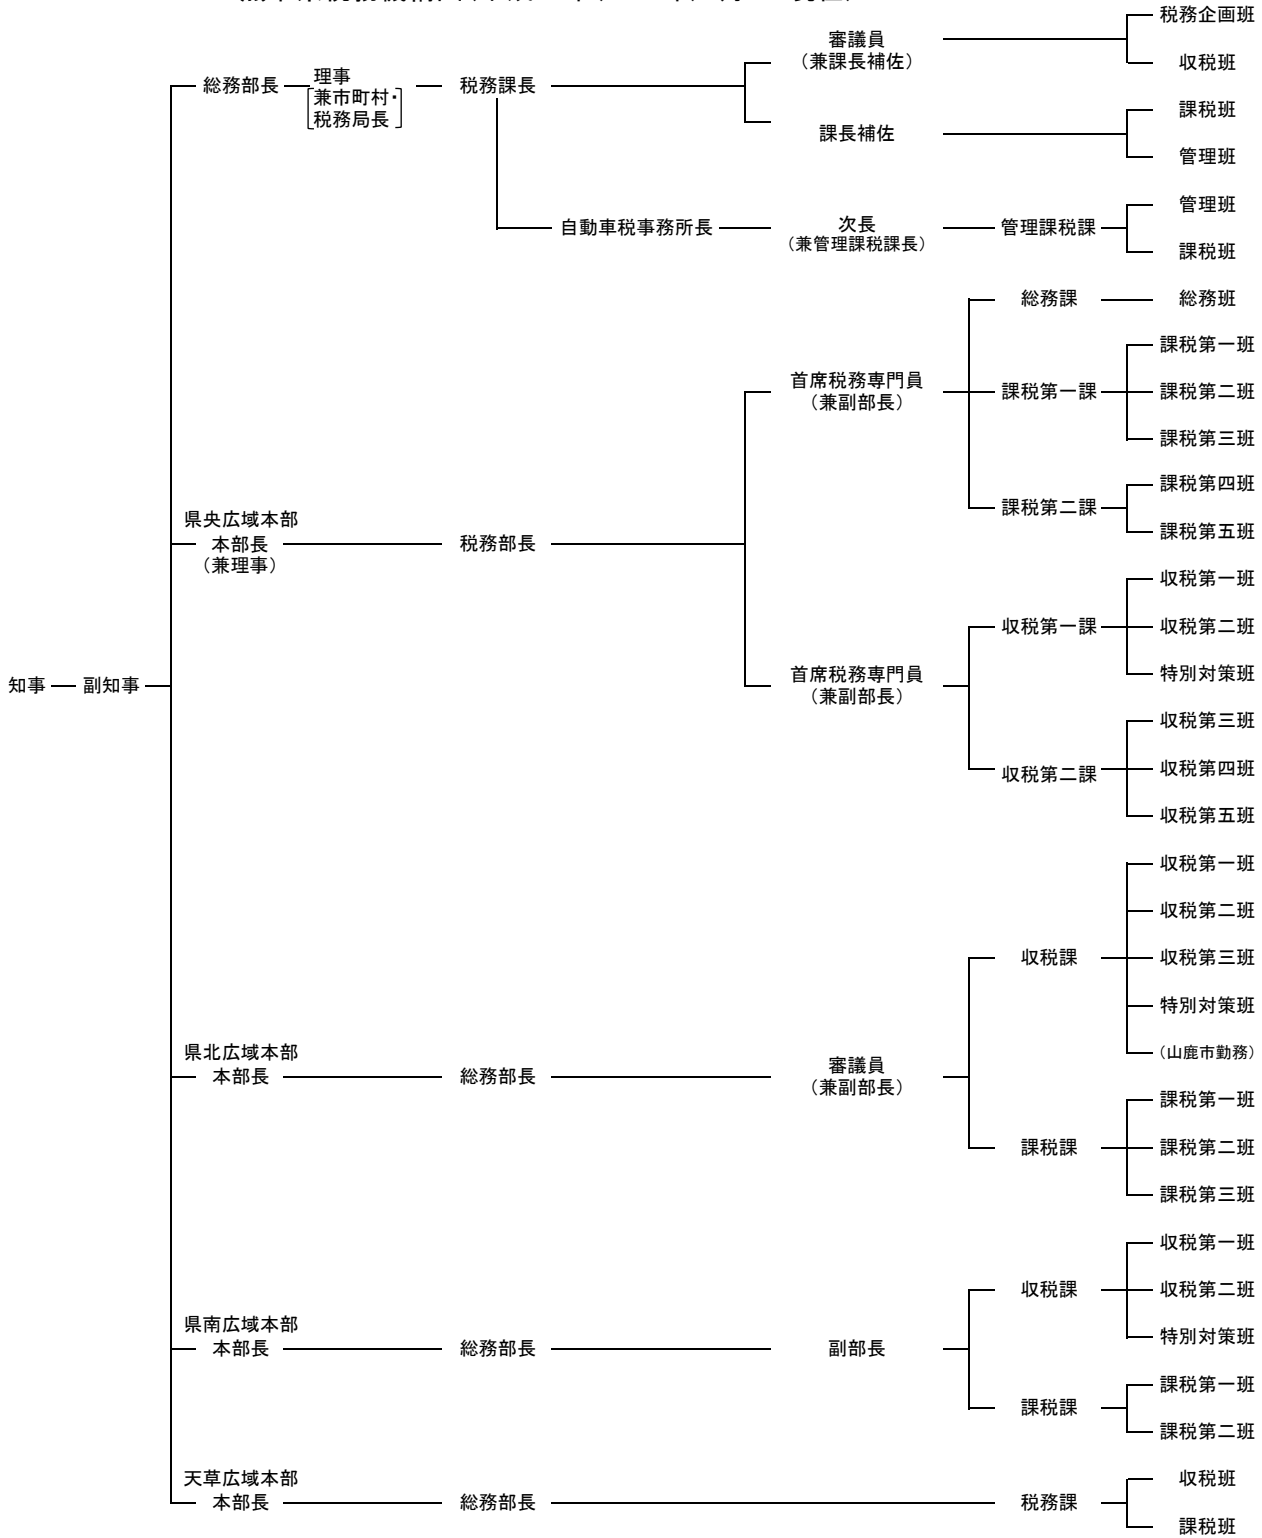 税務企画班
審議員
（兼課長補佐）
収税班
総務部長
理事
兼市町村・
税務局長
税務課長
課税班
課長補佐
管理班
管理班
自動車税事務所長
次長
（兼管理課税課長）
管理課税課
課税班
総務課
総務班
課税第一班
首席税務専門員
（兼副部長）
課税第一課
課税第二班
課税第三班
課税第四班
課税第二課
課税第五班
県央広域本部
本部長
（兼理事）
税務部長
収税第一班
収税第一課
収税第二班
特別対策班
知事
副知事
首席税務専門員
（兼副部長）
収税第三班
収税第二課
収税第四班
収税第五班
収税第一班
収税第二班
収税課
収税第三班
特別対策班
（山鹿市勤務）
県北広域本部
本部長
総務部長
審議員
（兼副部長）
課税第一班
課税課
課税第二班
課税第三班
収税第一班
収税課
収税第二班
特別対策班
県南広域本部
本部長
総務部長
副部長
課税第一班
課税課
課税第二班
天草広域本部
本部長
総務部長
税務課
収税班
課税班